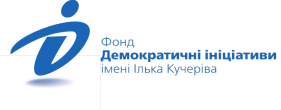 Фонд
Демократичні ініціативи
імені Ілька Кучеріва